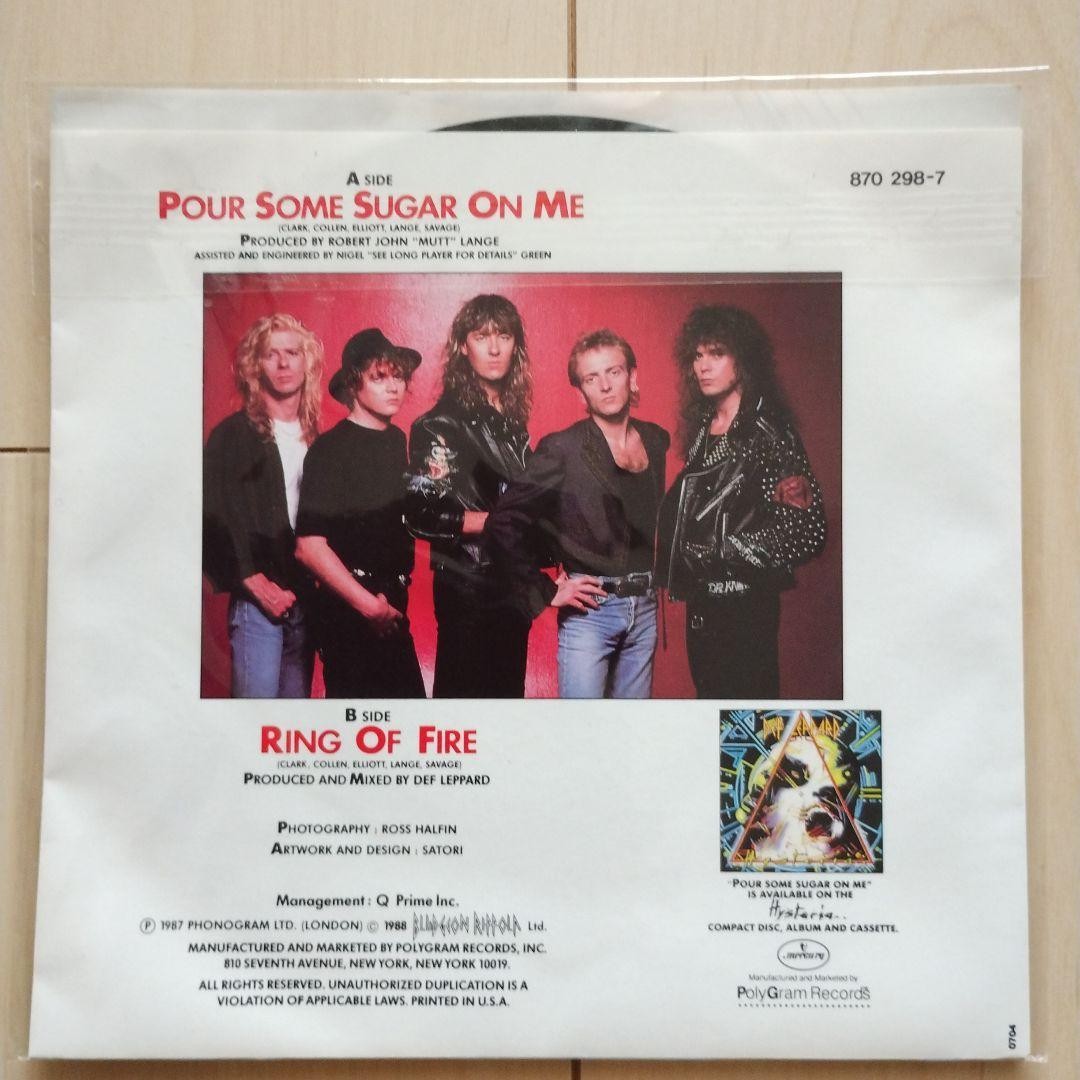 A SIDE
870 298-7
POUR SOME SUGAR ON ME
(CLARK, COLLEN, ELLIOTT, LANGE, SAVAGE)
PRODUCED BY ROBERT JOHN "MUTT" LANGE
ASSISTED AND ENGINEERED BY NIGEL "SEE LONG PLAYER FOR DETAILS" GREEN
B SIDE
RING OF FIRE
(CLARK, COLLEN, ELLIOTT, LANGE, SAVAGE)
PRODUCED AND MIXED BY DEF LEPPARD
PHOTOGRAPHY : ROSS HALFIN
ARTWORK AND DESIGN : SATORI
Management: Q Prime Inc.
Ⓟ 1987 PHONOGRAM LTD. (LONDON) © 1988 BLUDGEON RIFFOLA Ltd.
MANUFACTURED AND MARKETED BY POLYGRAM RECORDS, INC.
810 SEVENTH AVENUE, NEW YORK, NEW YORK 10019.
ALL RIGHTS RESERVED. UNAUTHORIZED DUPLICATION IS A
VIOLATION OF APPLICABLE LAWS. PRINTED IN U.S.A.
DEF LEPPARD
Hysteria
"POUR SOME SUGAR ON ME"
IS AVAILABLE ON THE
Hysteria..
COMPACT DISC, ALBUM AND CASSETTE.
mercury
Manufactured and Marketed by
PolyGram Records
0704